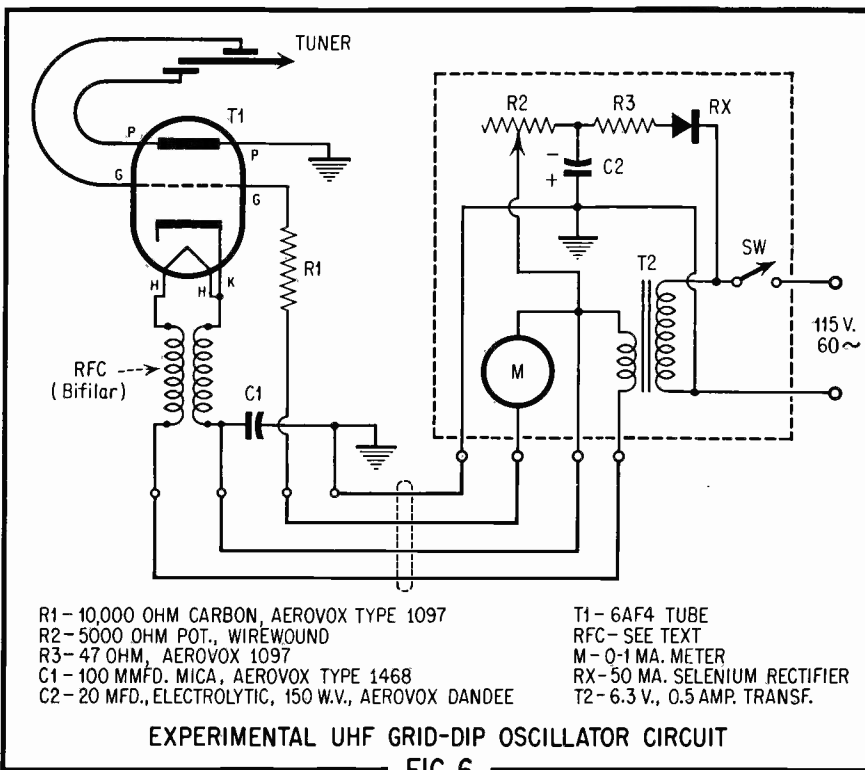 TUNER
T1
P
P
G
G
H
H
K
R1
RFC
(Bifilar)
C1
R2
R3
RX
-
+
C2
SW
T2
115 V.
60~
M
R1 - 10,000 OHM CARBON, AEROVOX TYPE 1097
R2 - 5000 OHM POT., WIREWOUND
R3 - 47 OHM, AEROVOX 1097
C1 - 100 MMFD. MICA, AEROVOX TYPE 1468
C2 - 20 MFD., ELECTROLYTIC, 150 W.V., AEROVOX DANDEE
T1 - 6AF4 TUBE
RFC - SEE TEXT
M - 0-1 MA. METER
RX - 50 MA. SELENIUM RECTIFIER
T2 - 6.3 V., 0.5 AMP. TRANSF.
EXPERIMENTAL UHF GRID-DIP OSCILLATOR CIRCUIT
FIG 6